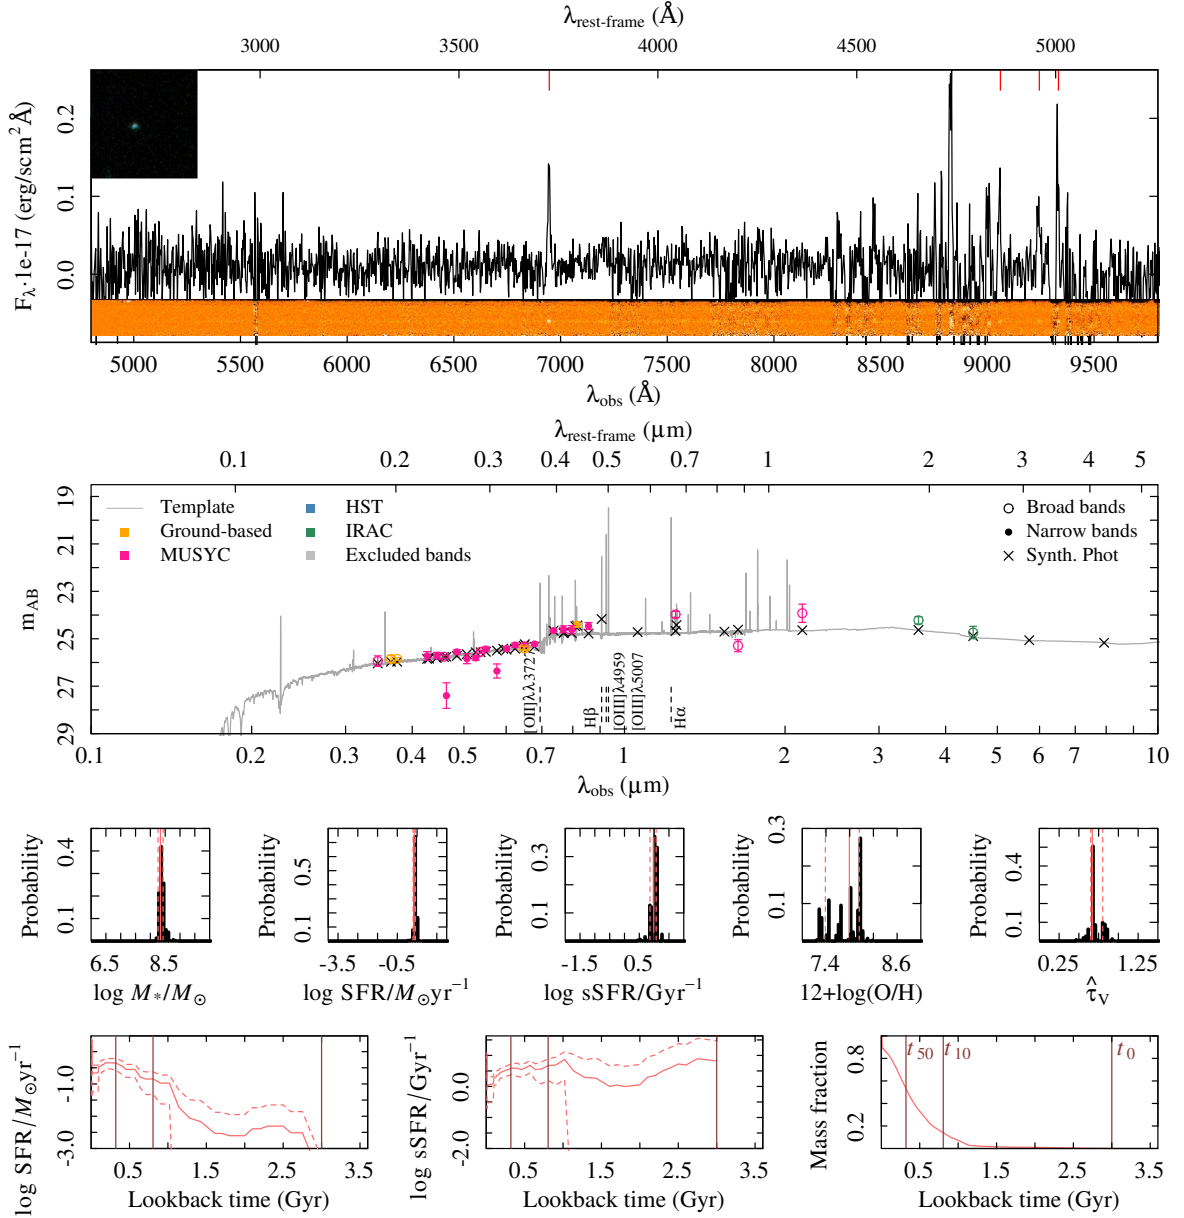 λrest-frame (Å)
3000 3500 4000 4500 5000
Fλ·1e-17 (erg/scm²Å)
0.0 0.1 0.2
5000 5500 6000 6500 7000 7500 8000 8500 9000 9500
λobs (Å)
λrest-frame (μm)
0.1 0.2 0.3 0.4 0.5 0.7 1 2 3 4 5
mAB
19 21 23 25 27 29
Template
Ground-based
MUSYC
HST
IRAC
Excluded bands
Broad bands
Narrow bands
Synth. Phot
[OII]λλ372
Hβ
[OIII]λ4959
[OIII]λ5007
Hα
0.1 0.2 0.3 0.4 0.5 0.7 1 2 3 4 5 6 7 10
λobs (μm)
Probability
0.1 0.4
6.5 8.5
log M*/M⊙
Probability
0.1 0.5
-3.5 -0.5
log SFR/M⊙yr⁻¹
Probability
0.1 0.3
-1.5 0.5
log sSFR/Gyr⁻¹
Probability
0.1 0.3
7.4 8.6
12+log(O/H)
Probability
0.1 0.4
0.25 1.25
τ̂V
log SFR/M⊙yr⁻¹
-3.0 -1.0
0.5 1.5 2.5 3.5
Lookback time (Gyr)
log sSFR/Gyr⁻¹
-2.0 0.0
0.5 1.5 2.5 3.5
Lookback time (Gyr)
Mass fraction
0.2 0.8
t50 t10 t0
0.5 1.5 2.5 3.5
Lookback time (Gyr)